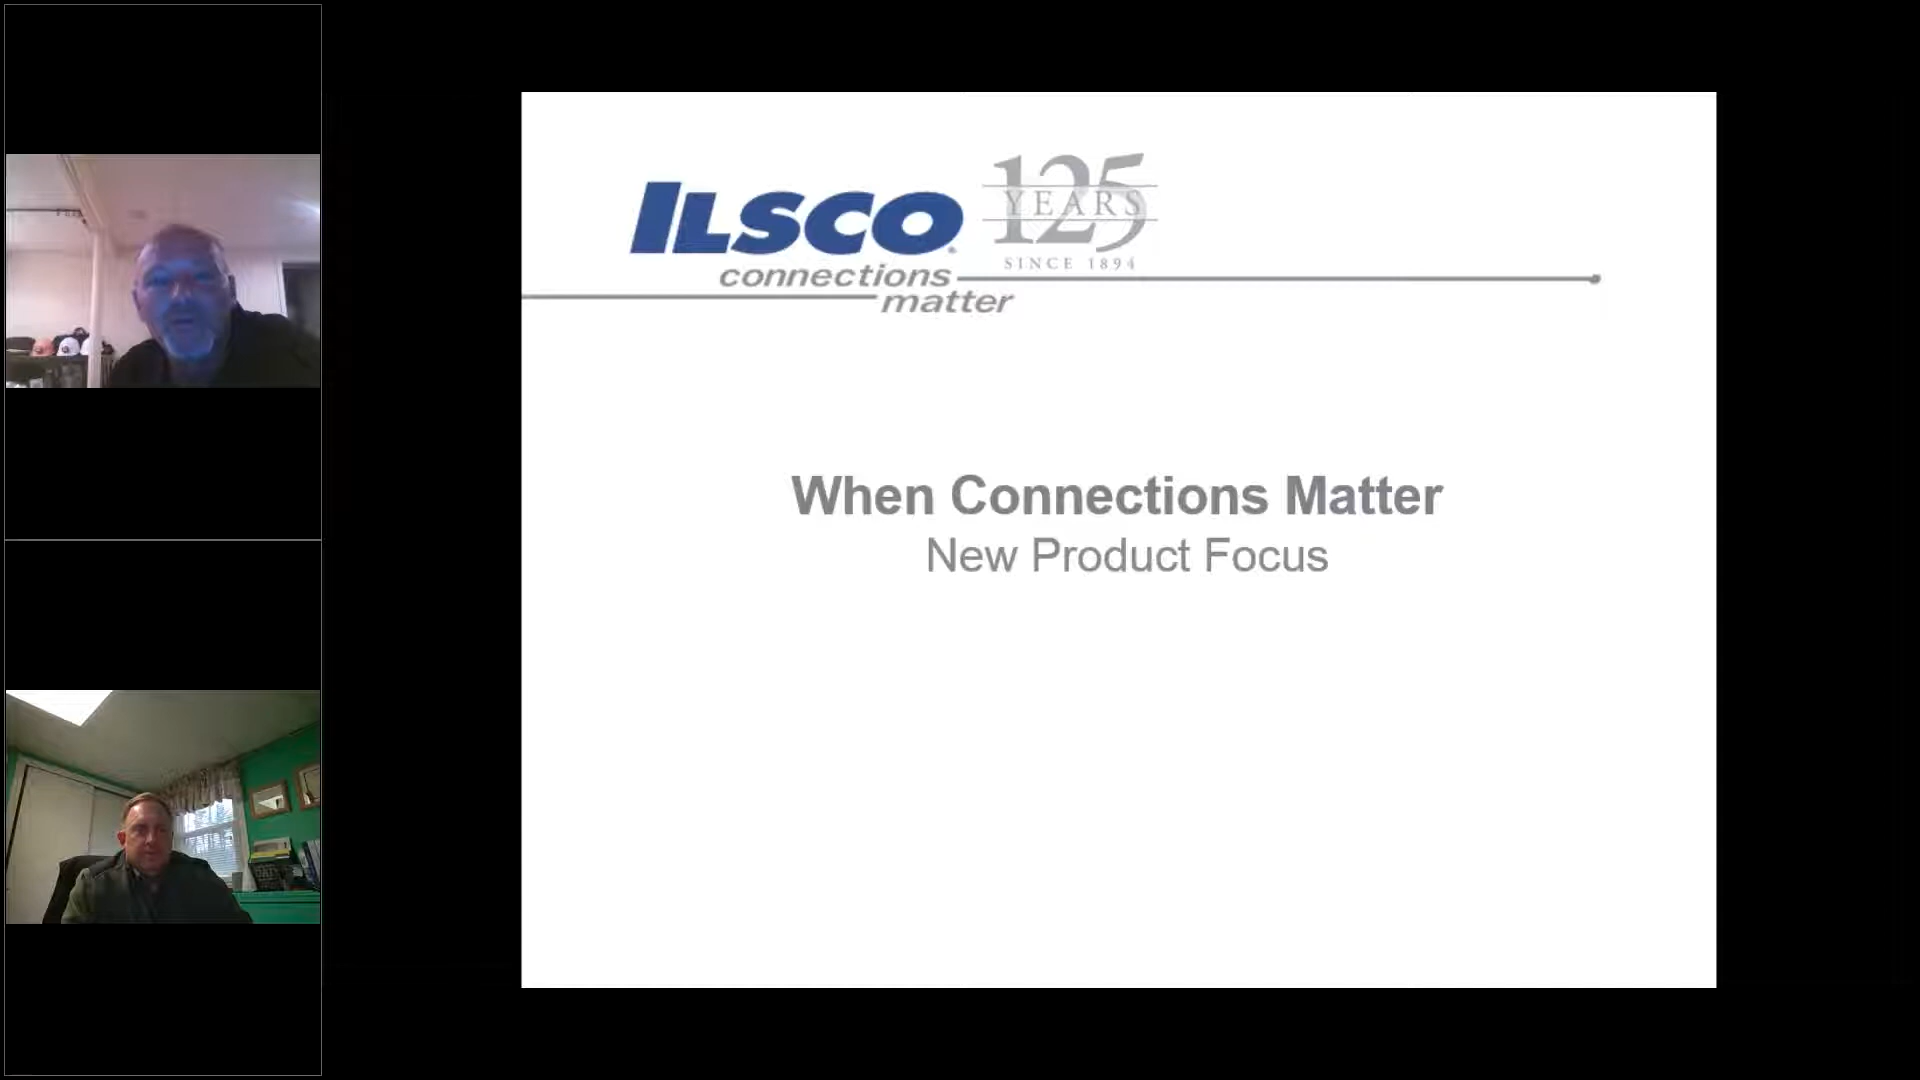 ILSCO
125
YEARS
SINCE 1894
connections
matter
When Connections Matter
New Product Focus